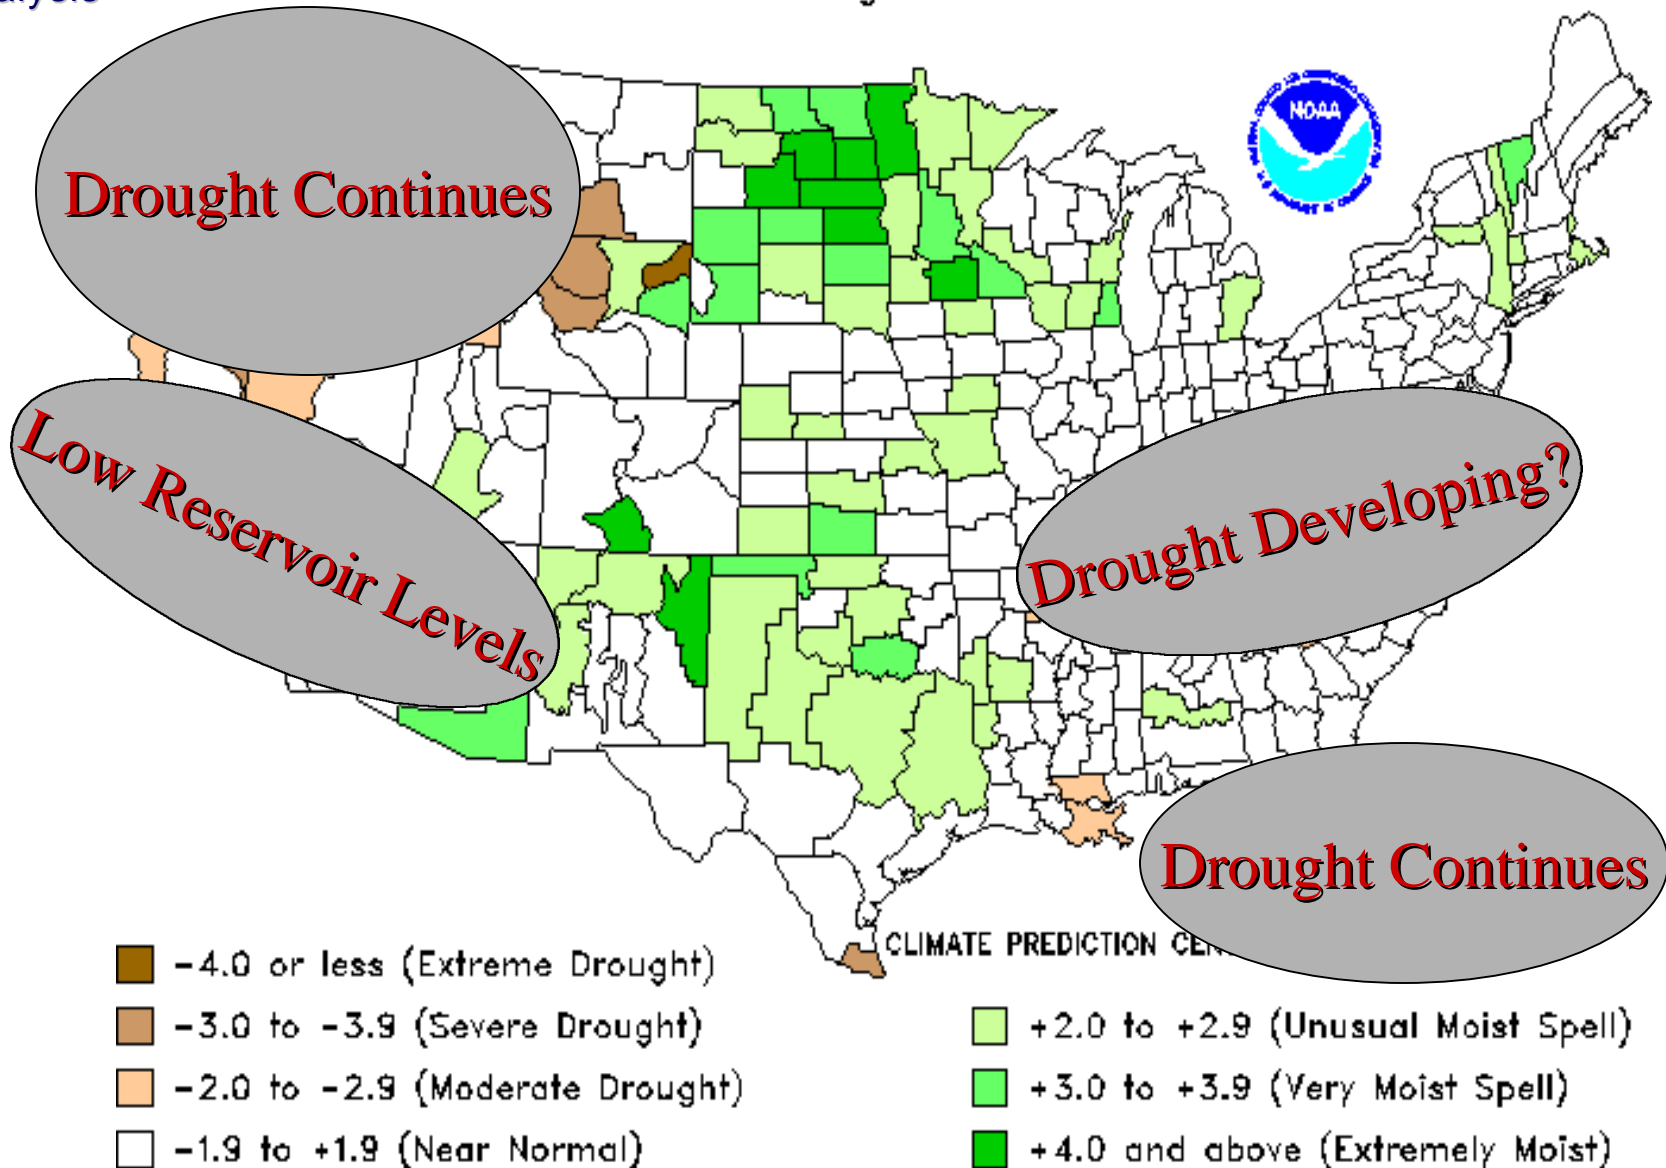 Drought Continues
NOAA
Low Reservoir Levels
Drought Developing?
Drought Continues
CLIMATE PREDICTION
-4.0 or less (Extreme Drought)
-3.0 to -3.9 (Severe Drought)
-2.0 to -2.9 (Moderate Drought)
-1.9 to +1.9 (Near Normal)
+2.0 to +2.9 (Unusual Moist Spell)
+3.0 to +3.9 (Very Moist Spell)
+4.0 and above (Extremely Moist)